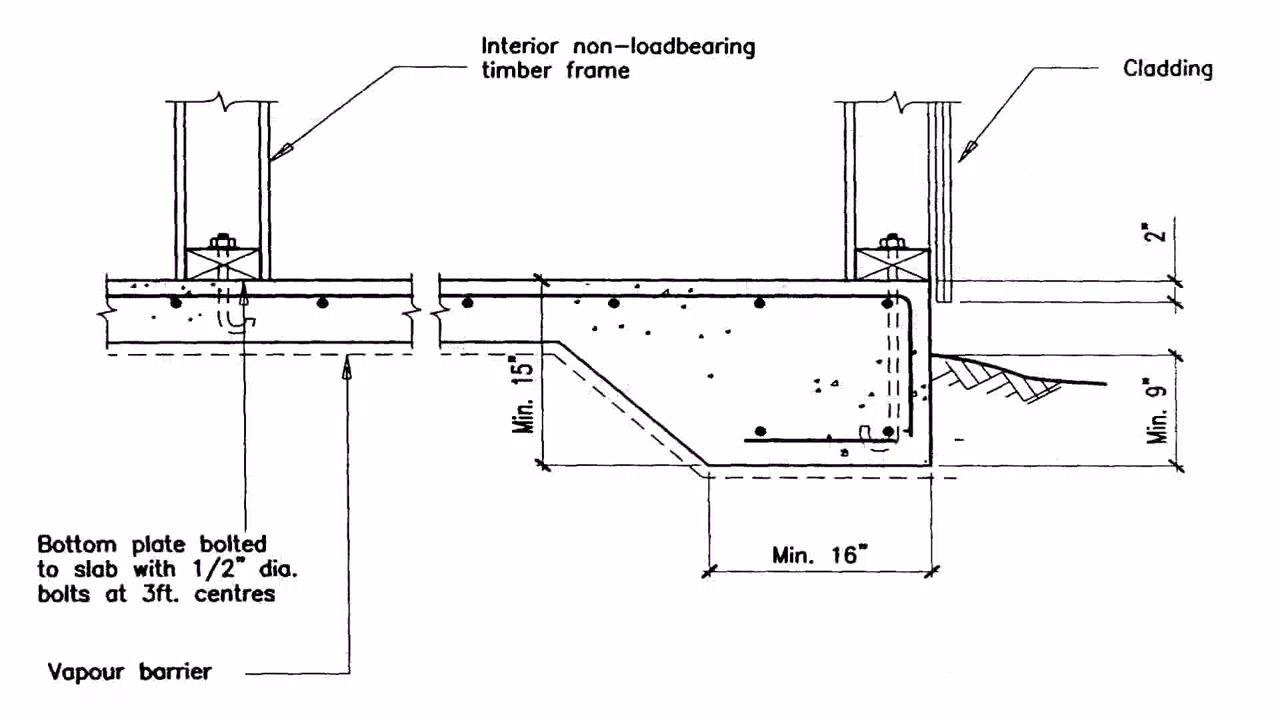 Interior non-loadbearing
timber frame
Cladding
2"
Min. 15"
Min. 9"
Min. 16"
Bottom plate bolted
to slab with 1/2" dia.
bolts at 3ft. centres
Vapour barrier